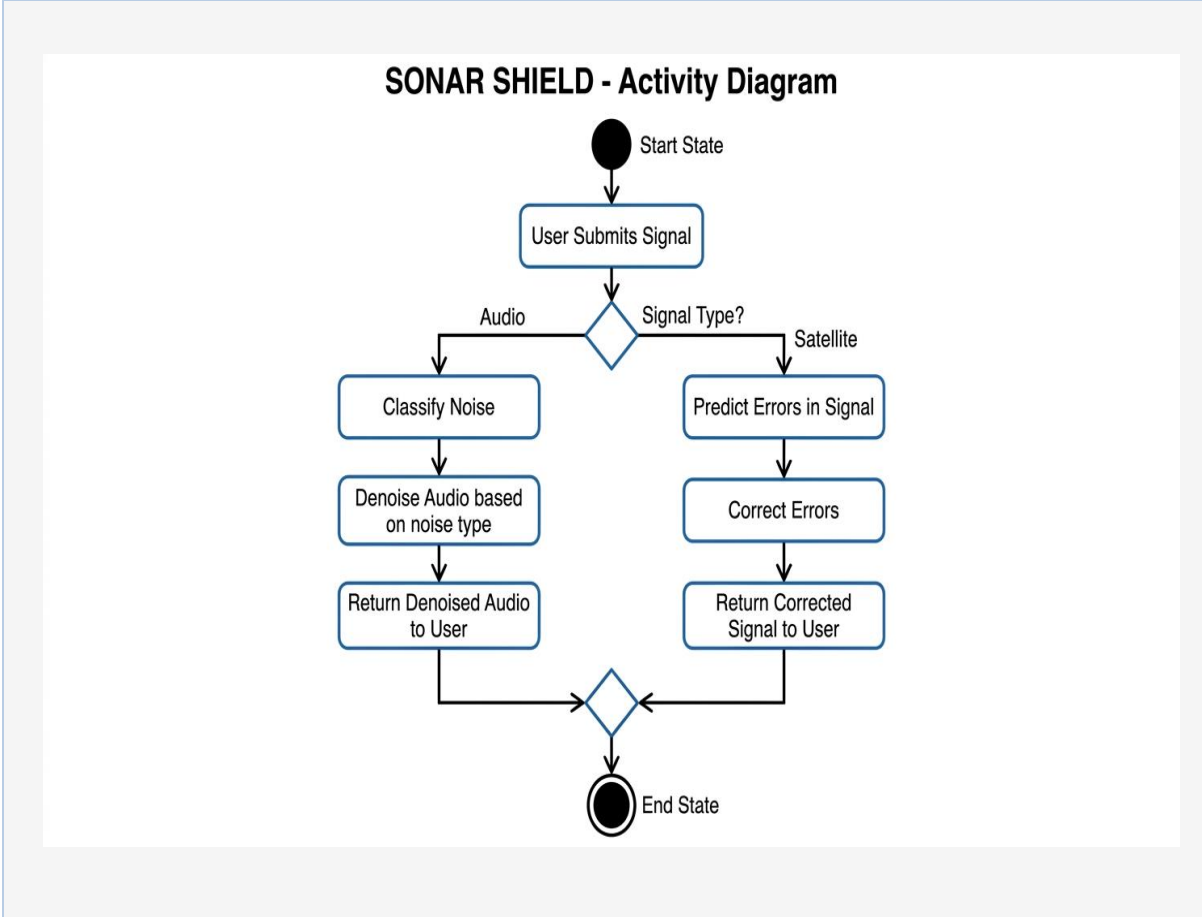 SONAR SHIELD - Activity Diagram
Start State
User Submits Signal
Audio
Signal Type?
Satellite
Classify Noise
Predict Errors in Signal
Denoise Audio based
on noise type
Correct Errors
Return Denoised Audio
to User
Return Corrected
Signal to User
End State